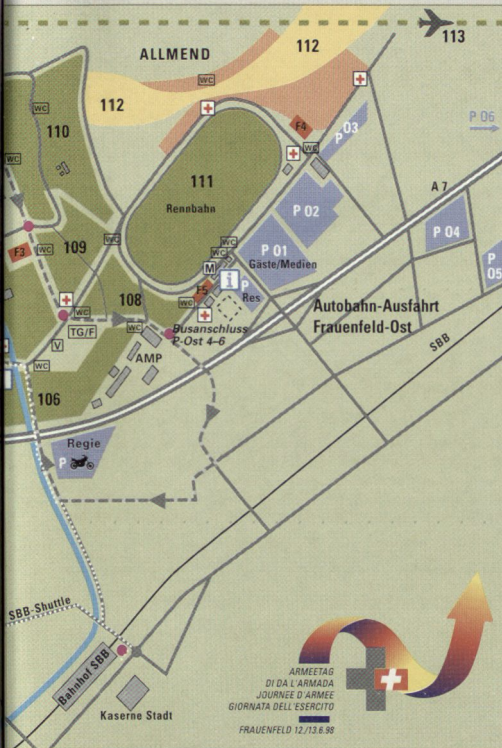 ALLMEND
112
113
WC
112
WC
110
P 06
F4
P 03
WC
WC
111
Rennbahn
A 7
P 02
P 04
F3
WC
109
WC
WC
WC
P 01
Gäste/Medien
M
P 05
i
P
Res
F5
108
WC
WC
WC
TG/F
V
Busanschluss
P-Ost 4–6
Autobahn-Ausfahrt
Frauenfeld-Ost
AMP
SBB
106
Regie
P
SBB-Shuttle
Bahnhof SBB
Kaserne Stadt
ARMEETAG
DI DA L'ARMADA
JOURNEE D'ARMEE
GIORNATA DELL'ESERCITO
FRAUENFELD 12./13.6.98